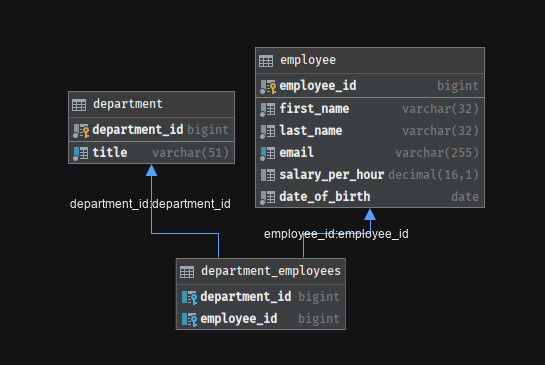 employee
employee_id bigint
first_name varchar(32)
last_name varchar(32)
email varchar(255)
salary_per_hour decimal(16,1)
date_of_birth date
department
department_id bigint
title varchar(51)
department_id:department_id
employee_id:employee_id
department_employees
department_id bigint
employee_id bigint